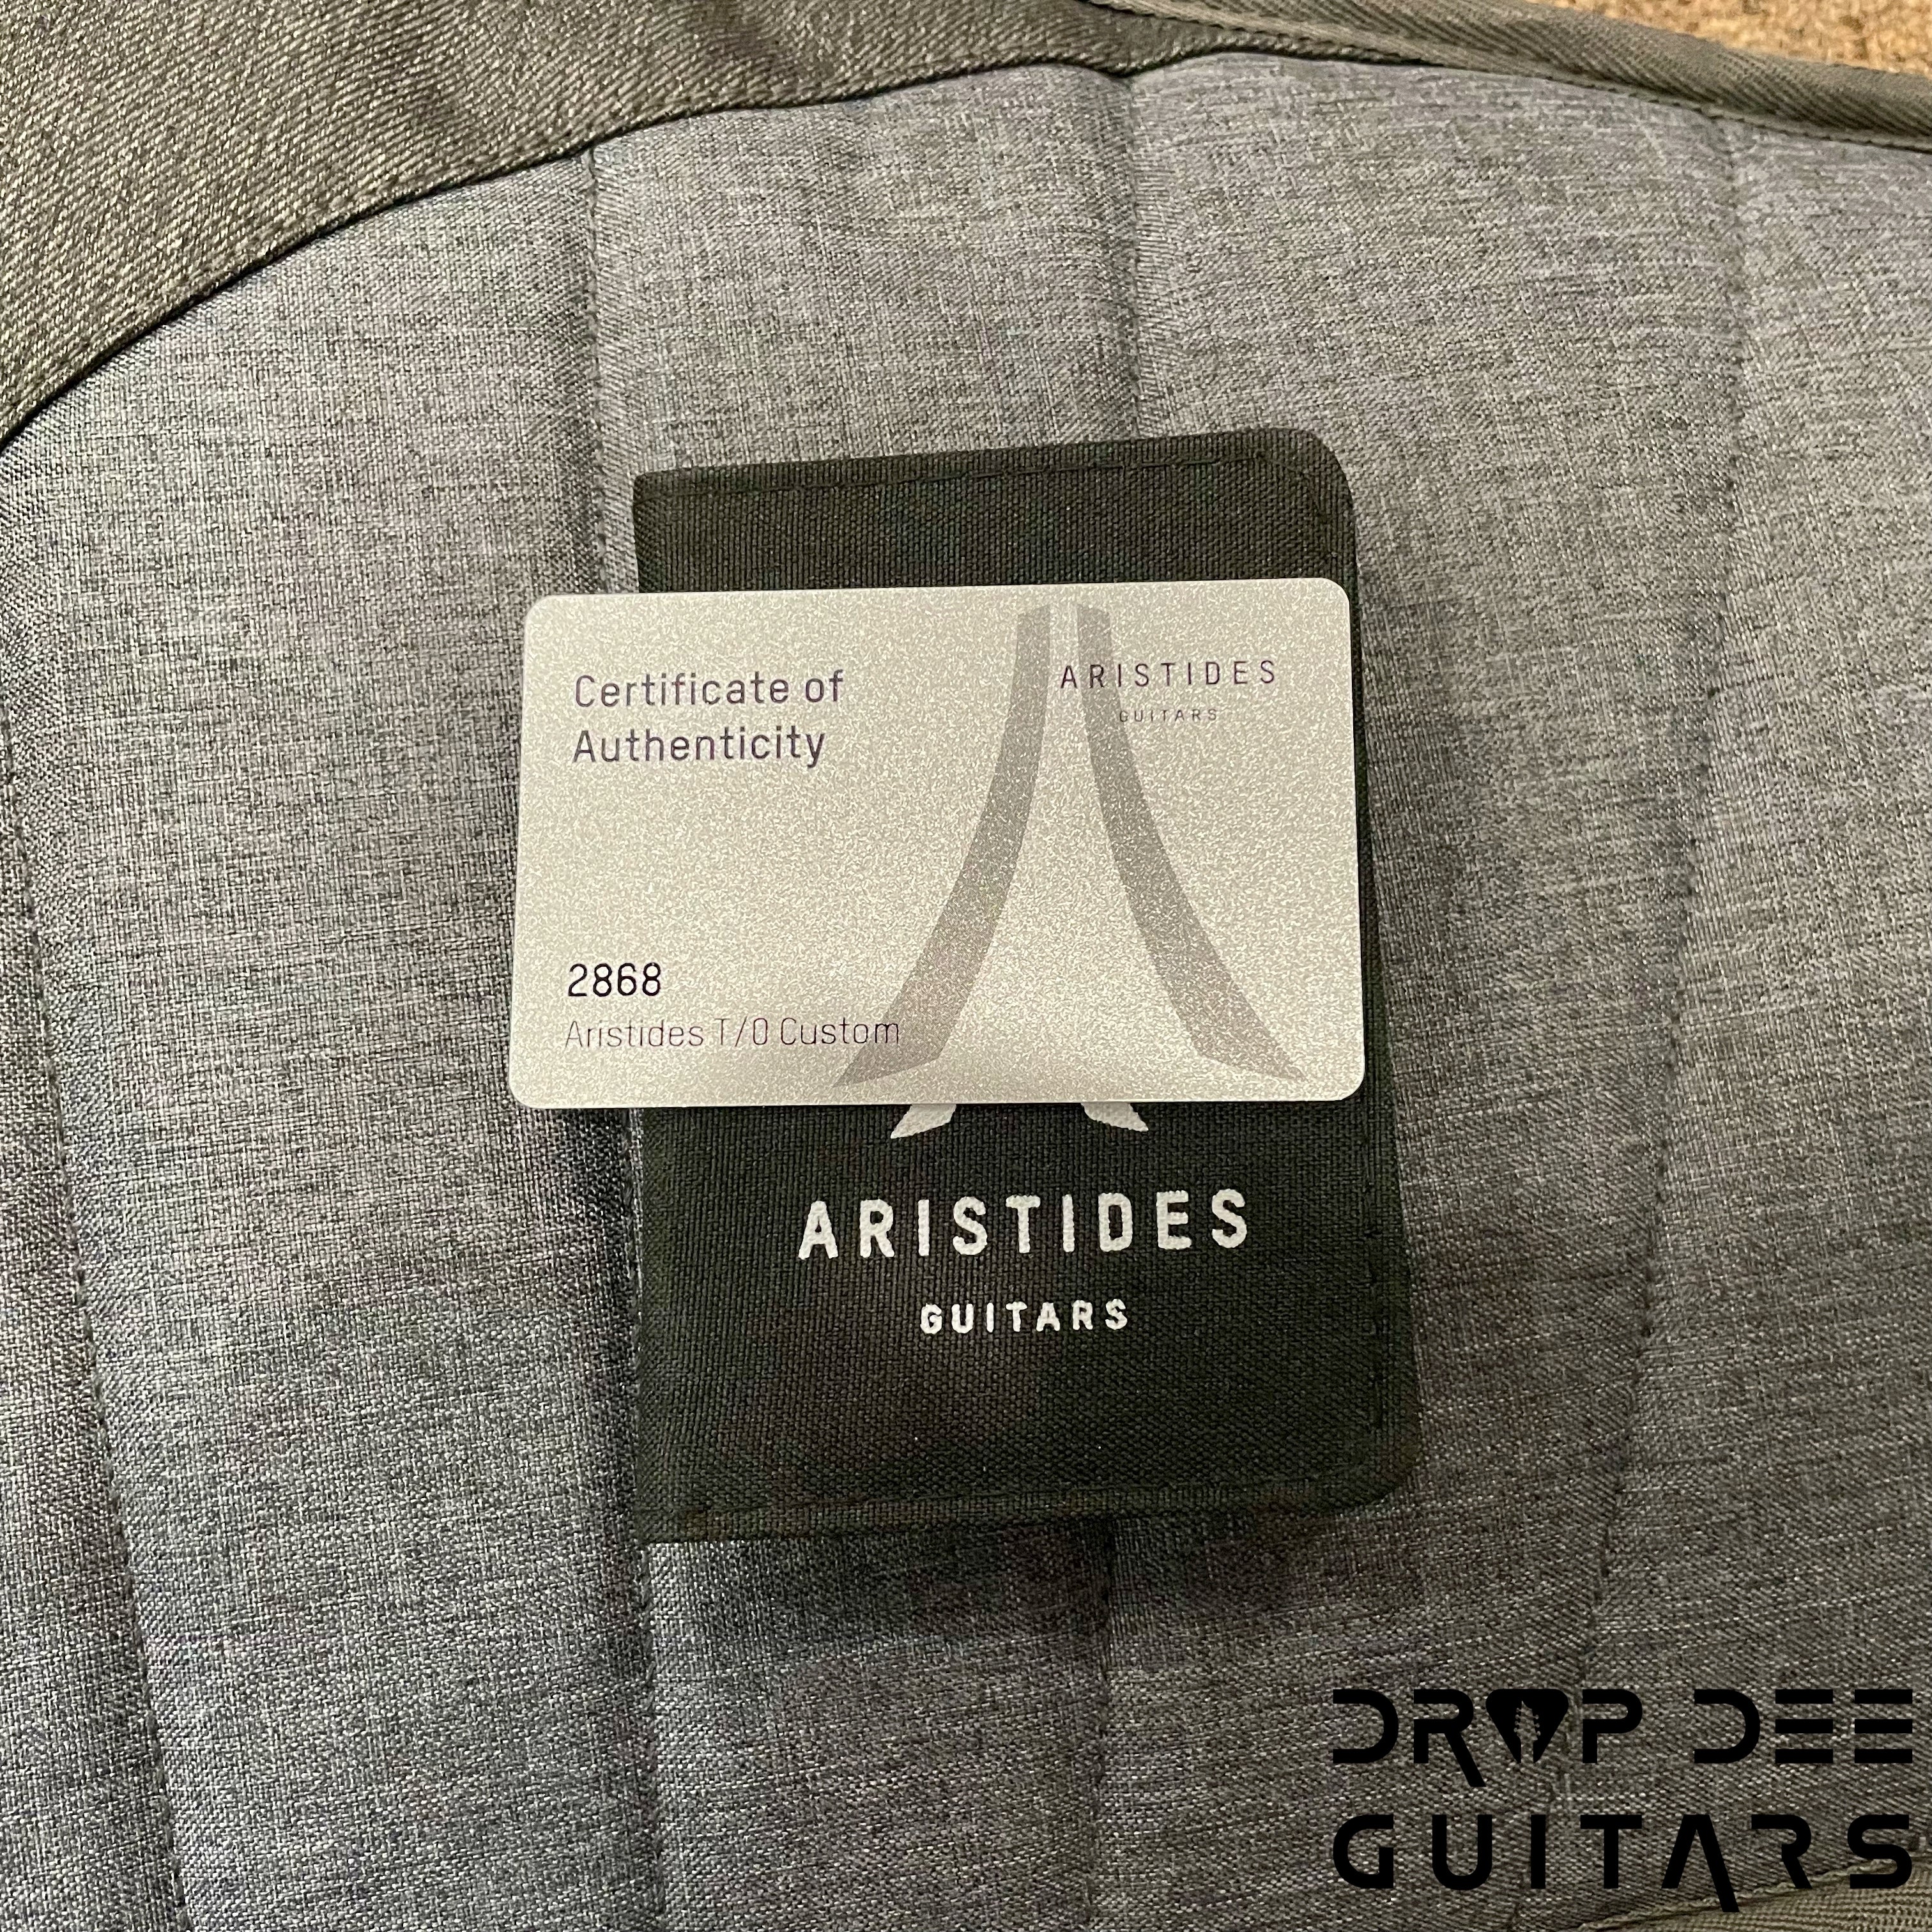 Certificate of
Authenticity
ARISTIDES
GUITARS
2868
Aristides T/0 Custom
ARISTIDES
GUITARS
DROP DEE
GUITARS